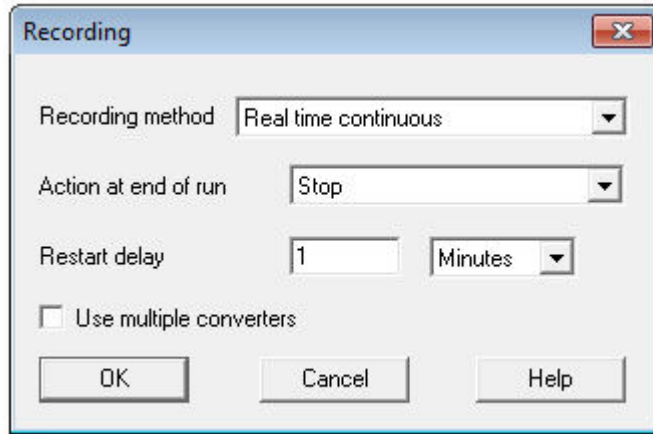 Recording
Recording method Real time continuous
Action at end of run Stop
Restart delay 1 Minutes
Use multiple converters
OK Cancel Help